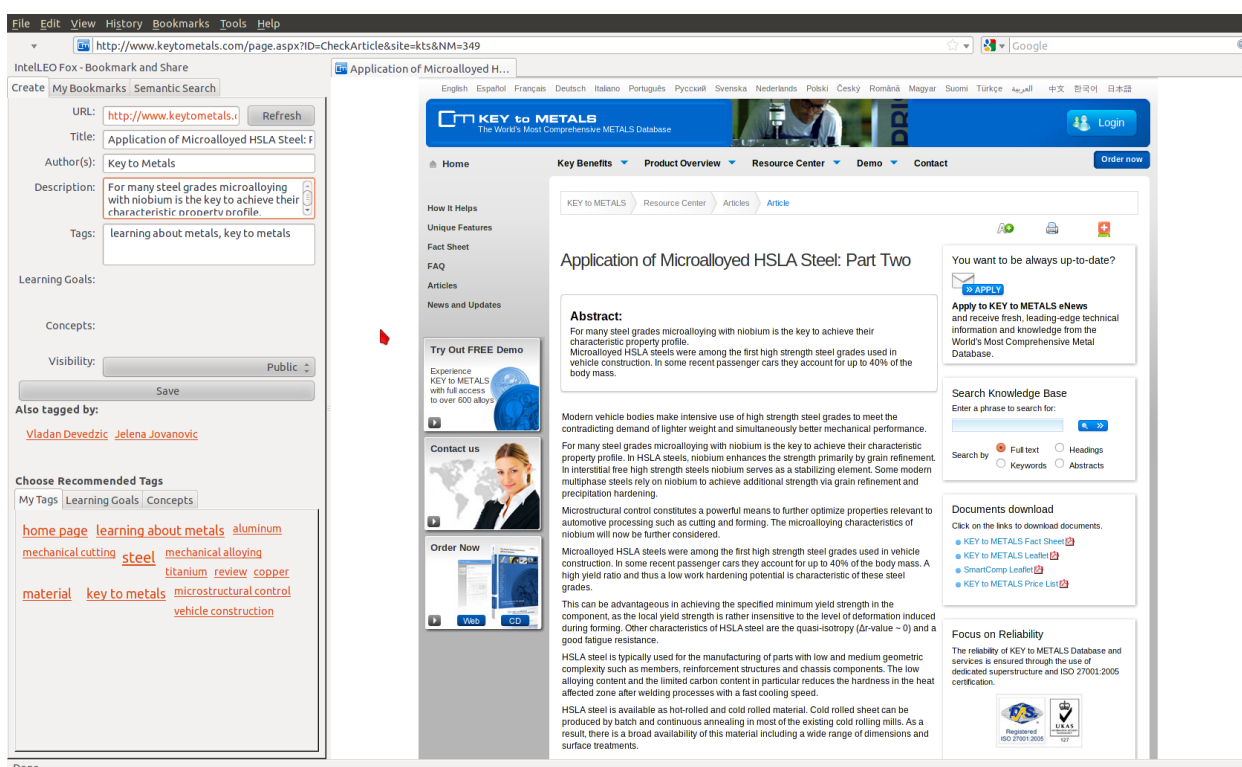 File Edit View History Bookmarks Tools Help
http://www.keytometals.com/page.aspx?ID=CheckArticle&site=kts&NM=349
Google
IntelLEO Fox - Bookmark and Share
Application of Microalloyed H...
Create My Bookmarks Semantic Search
URL: http://www.keytometals.c Refresh
Title: Application of Microalloyed HSLA Steel: P
Author(s): Key to Metals
Description: For many steel grades microalloying
with niobium is the key to achieve their
characteristic property profile.
Tags: learning about metals, key to metals
Learning Goals:
Concepts:
Visibility: Public
Save
Also tagged by:
Vladan Devedzic Jelena Jovanovic
Choose Recommended Tags
My Tags Learning Goals Concepts
home page learning about metals aluminum
mechanical cutting steel mechanical alloying
titanium review copper
material key to metals microstructural control
vehicle construction
English Español Français Deutsch Italiano Português Русский Svenska Nederlands Polski Český Română Magyar Suomi Türkçe العربية 中文 한국어 日本語
KEY to METALS
The World's Most Comprehensive METALS Database
Login
Home
Key Benefits Product Overview Resource Center Demo Contact
Order now
How It Helps
Unique Features
Fact Sheet
FAQ
Articles
News and Updates
Try Out FREE Demo
Experience
KEY to METALS
with full access
to over 600 alloys
Contact us
Order Now
Web CD
KEY to METALS Resource Center Articles Article
Application of Microalloyed HSLA Steel: Part Two
Abstract:
For many steel grades microalloying with niobium is the key to achieve their
characteristic property profile.
Microalloyed HSLA steels were among the first high strength steel grades used in
vehicle construction. In some recent passenger cars they account for up to 40% of the
body mass.
Modern vehicle bodies make intensive use of high strength steel grades to meet the
contradicting demand of lighter weight and simultaneously better mechanical performance.
For many steel grades microalloying with niobium is the key to achieve their characteristic
property profile. In HSLA steels, niobium enhances the strength primarily by grain refinement.
In interstitial free high strength steels niobium serves as a stabilizing element. Some modern
multiphase steels rely on niobium to achieve additional strength via grain refinement and
precipitation hardening.
Microstructural control constitutes a powerful means to further optimize properties relevant to
automotive processing such as cutting and forming. The microalloying characteristics of
niobium will now be further considered.
Microalloyed HSLA steels were among the first high strength steel grades used in vehicle
construction. In some recent passenger cars they account for up to 40% of the body mass. A
high yield ratio and thus a low work hardening potential is characteristic of these steel
grades.
This can be advantageous in achieving the specified minimum yield strength in the
component, as the local yield strength is rather insensitive to the level of deformation induced
during forming. Other characteristics of HSLA steel are the quasi-isotropy (Δr-value ~ 0) and a
good fatigue resistance.
HSLA steel is typically used for the manufacturing of parts with low and medium geometric
complexity such as members, reinforcement structures and chassis components. The low
alloying content and the limited carbon content in particular reduces the hardness in the heat
affected zone after welding processes with a fast cooling speed.
HSLA steel is available as hot-rolled and cold rolled material. Cold rolled sheet can be
produced by batch and continuous annealing in most of the existing cold rolling mills. As a
result, there is a broad availability of this material including a wide range of dimensions and
surface treatments.
You want to be always up-to-date?
APPLY
Apply to KEY to METALS eNews
and receive fresh, leading-edge technical
information and knowledge from the
World's Most Comprehensive Metal
Database.
Search Knowledge Base
Enter a phrase to search for:
Search by Full text Headings
Keywords Abstracts
Documents download
Click on the links to download documents.
KEY to METALS Fact Sheet
KEY to METALS Leaflet
SmartComp Leaflet
KEY to METALS Price List
Focus on Reliability
The reliability of KEY to METALS Database and
services is ensured through the use of
dedicated superstructure and ISO 27001:2005
certification.
Registered
ISO 27001:2005
UKAS
127